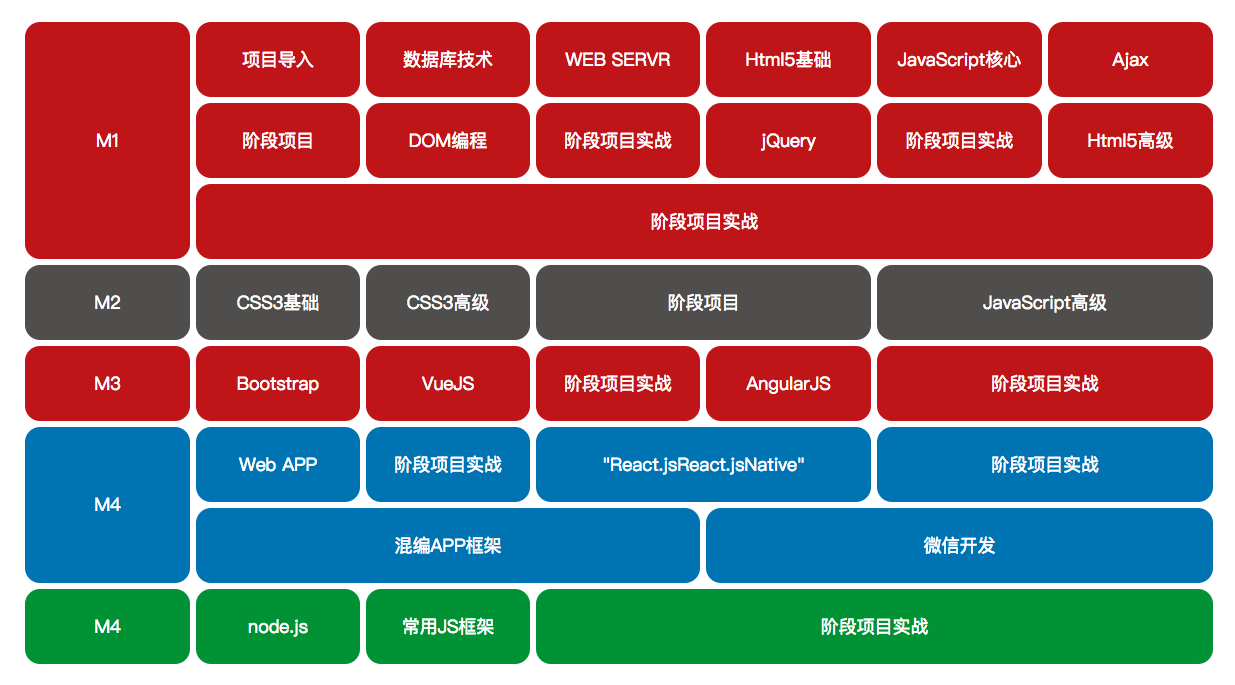 M1
项目导入
数据库技术
WEB SERVR
Html5基础
JavaScript核心
Ajax
阶段项目
DOM编程
阶段项目实战
jQuery
阶段项目实战
Html5高级
阶段项目实战
M2
CSS3基础
CSS3高级
阶段项目
JavaScript高级
M3
Bootstrap
VueJS
阶段项目实战
AngularJS
阶段项目实战
M4
Web APP
阶段项目实战
"React.jsReact.jsNative"
阶段项目实战
混编APP框架
微信开发
M4
node.js
常用JS框架
阶段项目实战